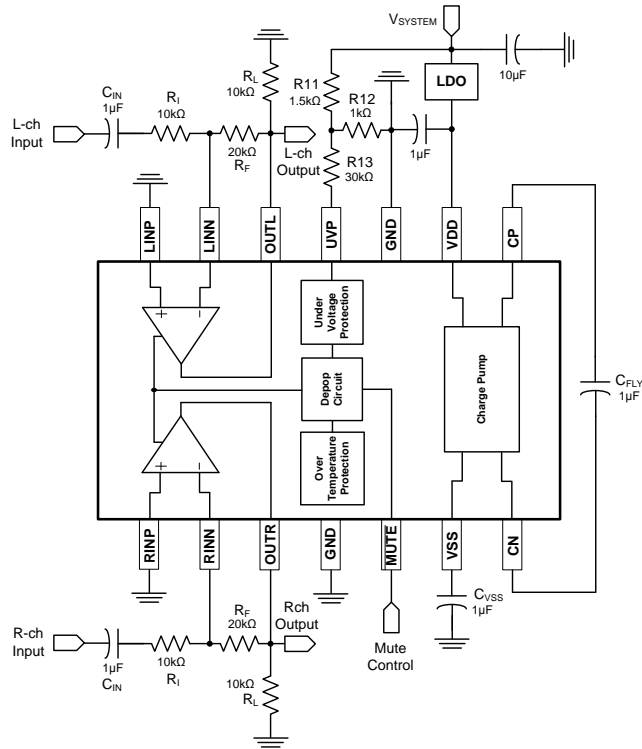 VSYSTEM
10µF
LDO
R11
1.5kΩ
R12
1kΩ
1µF
R13
30kΩ
RL
10kΩ
CIN
1µF
RI
10kΩ
L-ch
Input
20kΩ
RF
L-ch
Output
LINP
LINN
OUTL
UVP
GND
VDD
CP
+
-
Under
Voltage
Protection
Depop
Circuit
Over
Temperature
Protection
Charge Pump
CFLY
1µF
+
-
RINP
RINN
OUTR
GND
MUTE
VSS
CN
CVSS
1µF
RF
20kΩ
Rch
Output
Mute
Control
R-ch
Input
1µF
CIN
10kΩ
RI
10kΩ
RL